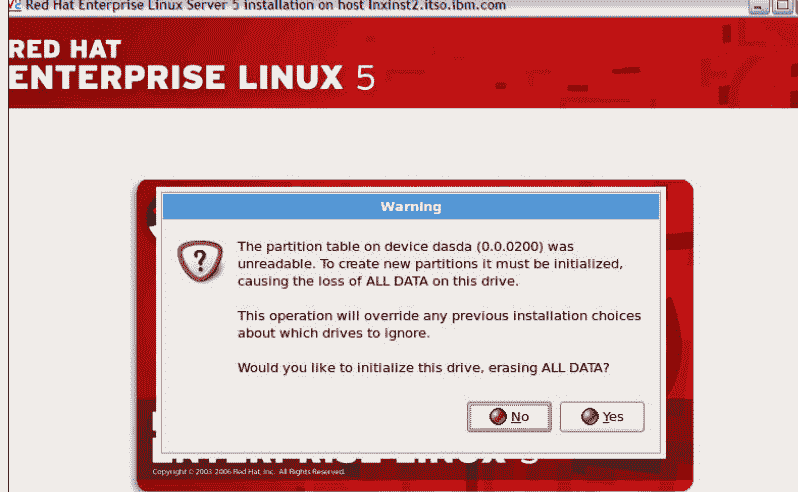 Red Hat Enterprise Linux Server 5 installation on host lnxinst2.itso.ibm.com
RED HAT
ENTERPRISE LINUX 5
Warning
The partition table on device dasda (0.0.0200) was
unreadable. To create new partitions it must be initialized,
causing the loss of ALL DATA on this drive.
This operation will override any previous installation choices
about which drives to ignore.
Would you like to initialize this drive, erasing ALL DATA?
No
Yes
Copyright © 2003-2006 Red Hat, Inc. All Rights Reserved.